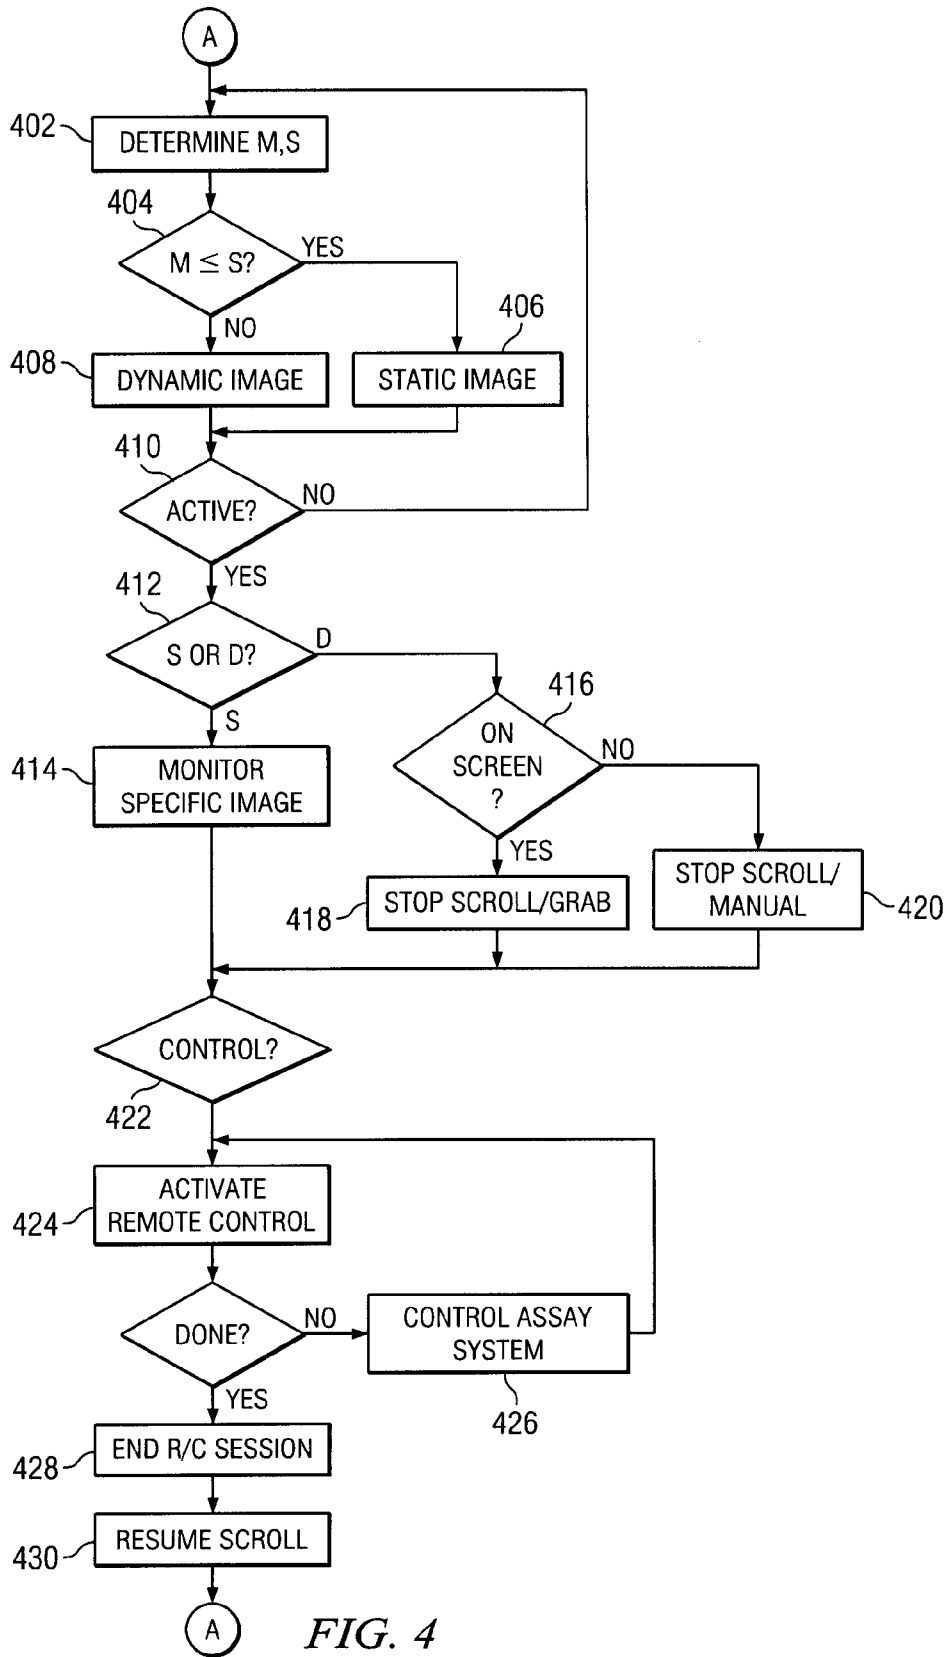 A
402
DETERMINE M,S
404
M ≤ S?
YES
NO
406
408
DYNAMIC IMAGE
STATIC IMAGE
410
ACTIVE?
NO
YES
412
S OR D?
D
S
416
ON
SCREEN
?
NO
YES
414
MONITOR
SPECIFIC IMAGE
418
STOP SCROLL/GRAB
STOP SCROLL/
MANUAL
420
CONTROL?
422
424
ACTIVATE
REMOTE CONTROL
DONE?
NO
YES
CONTROL ASSAY
SYSTEM
426
428
END R/C SESSION
430
RESUME SCROLL
A
FIG. 4